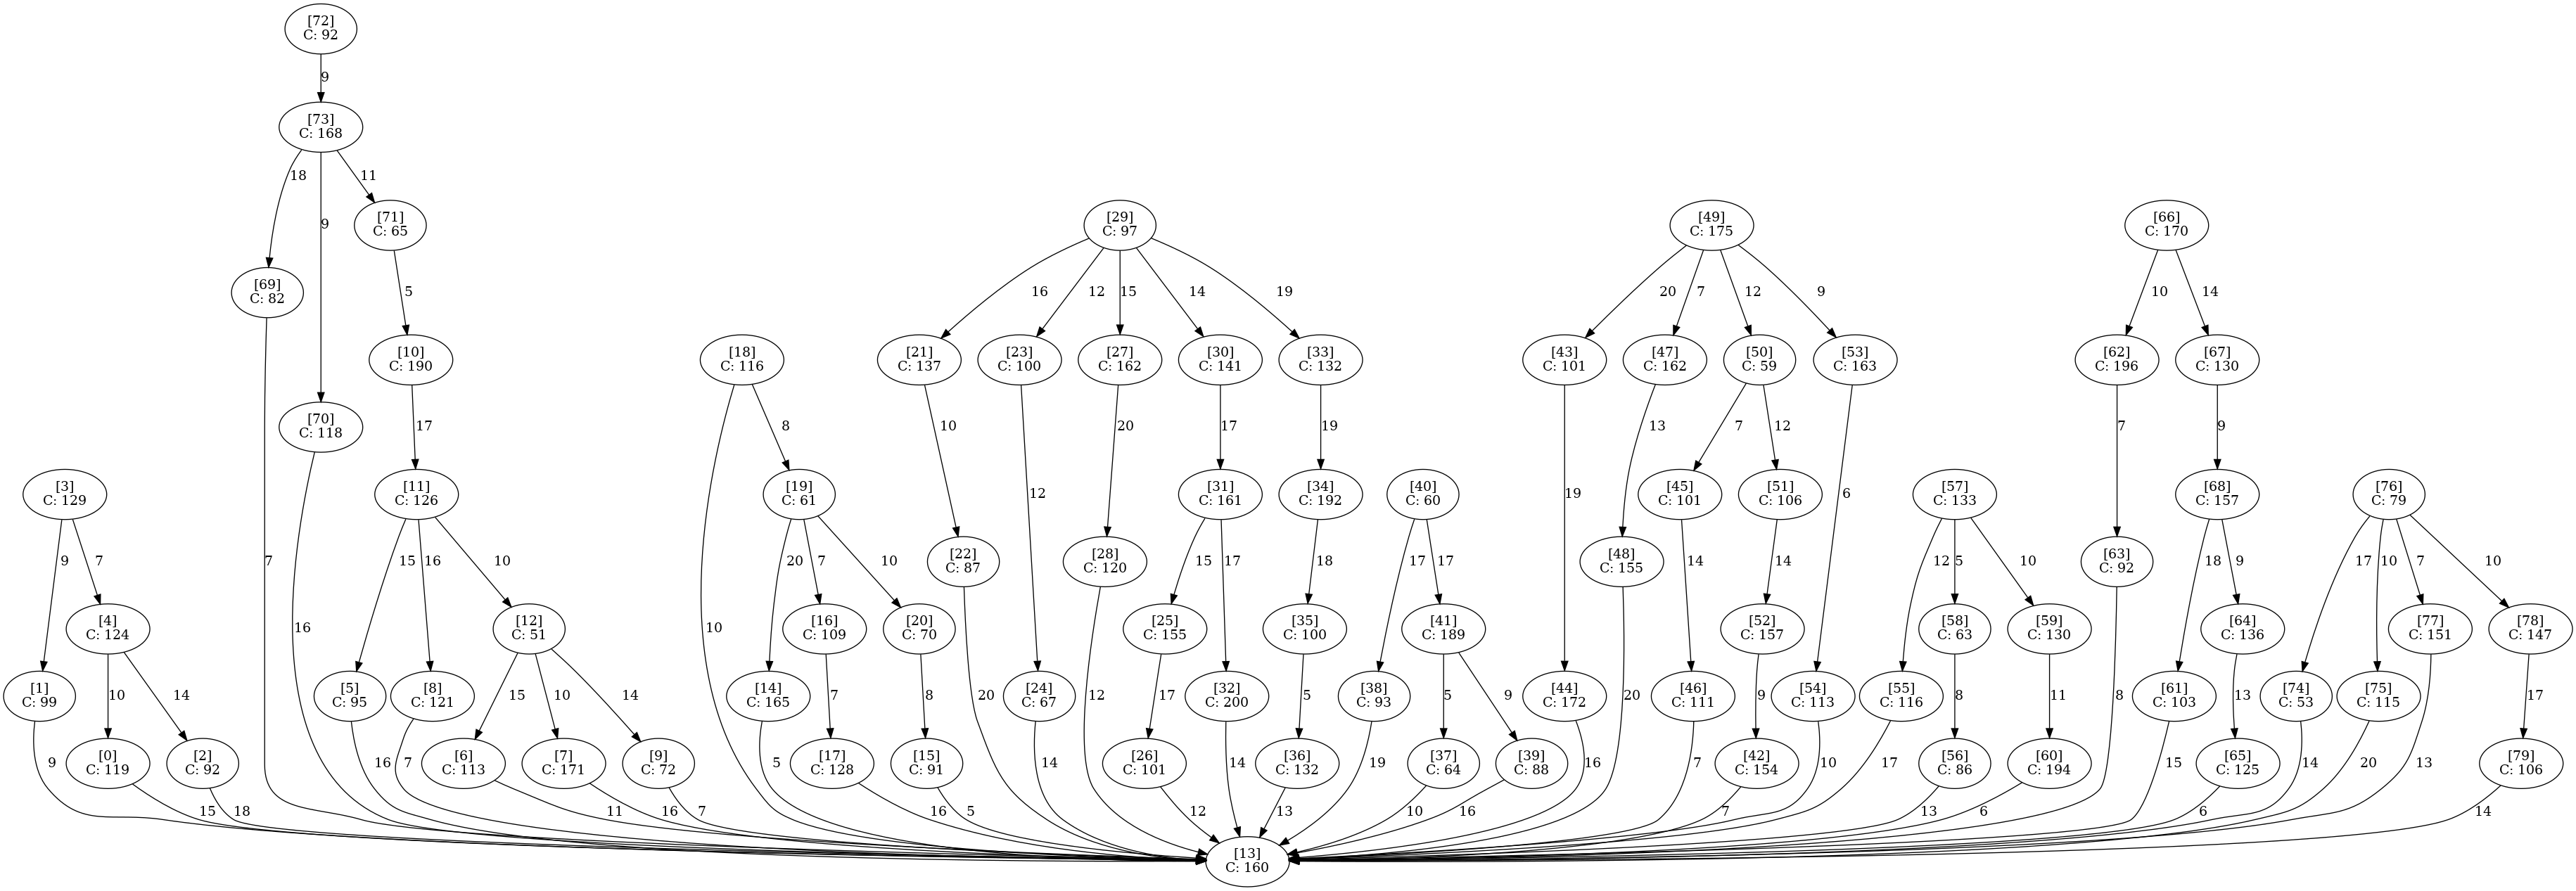 [72]
C: 92
9
[73]
C: 168
18
9
11
[71]
C: 65
[29]
C: 97
[49]
C: 175
[66]
C: 170
[69]
C: 82
5
16
12
15
14
19
20
7
12
9
10
14
[10]
C: 190
[18]
C: 116
[21]
C: 137
[23]
C: 100
[27]
C: 162
[30]
C: 141
[33]
C: 132
[43]
C: 101
[47]
C: 162
[50]
C: 59
[53]
C: 163
[62]
C: 196
[67]
C: 130
[70]
C: 118
17
8
10
20
17
19
13
7
12
7
9
[3]
C: 129
[11]
C: 126
[19]
C: 61
12
[31]
C: 161
[34]
C: 192
[40]
C: 60
19
[45]
C: 101
[51]
C: 106
6
[57]
C: 133
[68]
C: 157
[76]
C: 79
9
7
7
15
16
10
20
7
10
[22]
C: 87
[28]
C: 120
15
17
18
17
17
[48]
C: 155
14
14
12
5
10
[63]
C: 92
18
9
17
10
7
10
[4]
C: 124
16
[12]
C: 51
10
[16]
C: 109
[20]
C: 70
[25]
C: 155
[35]
C: 100
[41]
C: 189
[52]
C: 157
[58]
C: 63
[59]
C: 130
[64]
C: 136
[77]
C: 151
[78]
C: 147
[1]
C: 99
10
14
[5]
C: 95
[8]
C: 121
15
10
14
[14]
C: 165
7
8
20
[24]
C: 67
12
17
[32]
C: 200
5
[38]
C: 93
5
9
[44]
C: 172
20
[46]
C: 111
9
[54]
C: 113
[55]
C: 116
8
11
8
[61]
C: 103
13
[74]
C: 53
[75]
C: 115
17
9
[0]
C: 119
[2]
C: 92
16
7
[6]
C: 113
[7]
C: 171
[9]
C: 72
5
[17]
C: 128
[15]
C: 91
14
[26]
C: 101
14
[36]
C: 132
19
[37]
C: 64
[39]
C: 88
16
7
[42]
C: 154
10
17
[56]
C: 86
[60]
C: 194
15
[65]
C: 125
14
20
13
[79]
C: 106
15
18
11
16
7
16
5
12
13
10
16
7
13
6
6
14
[13]
C: 160